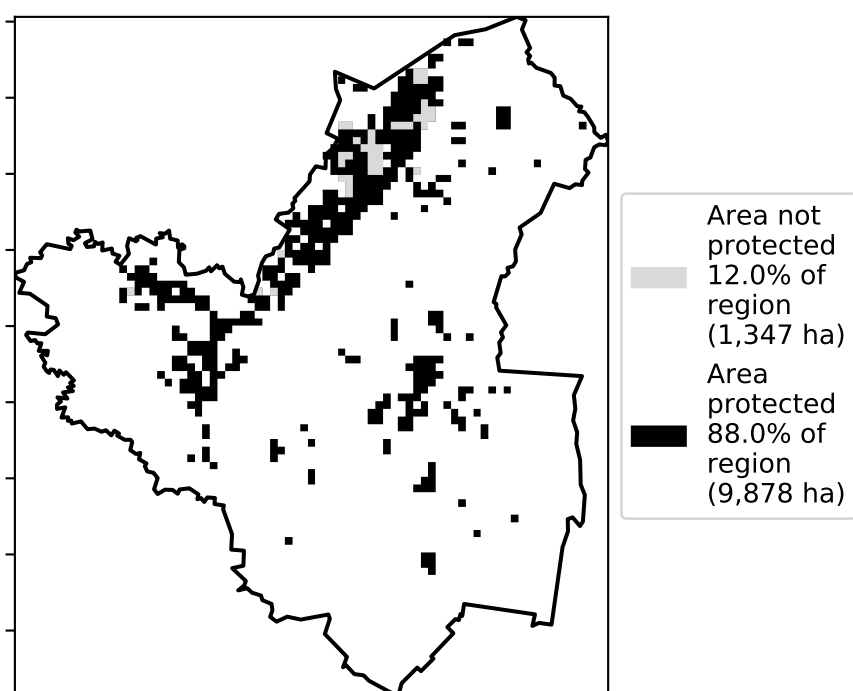 Area not
protected
12.0% of
region
(1,347 ha)
Area
protected
88.0% of
region
(9,878 ha)